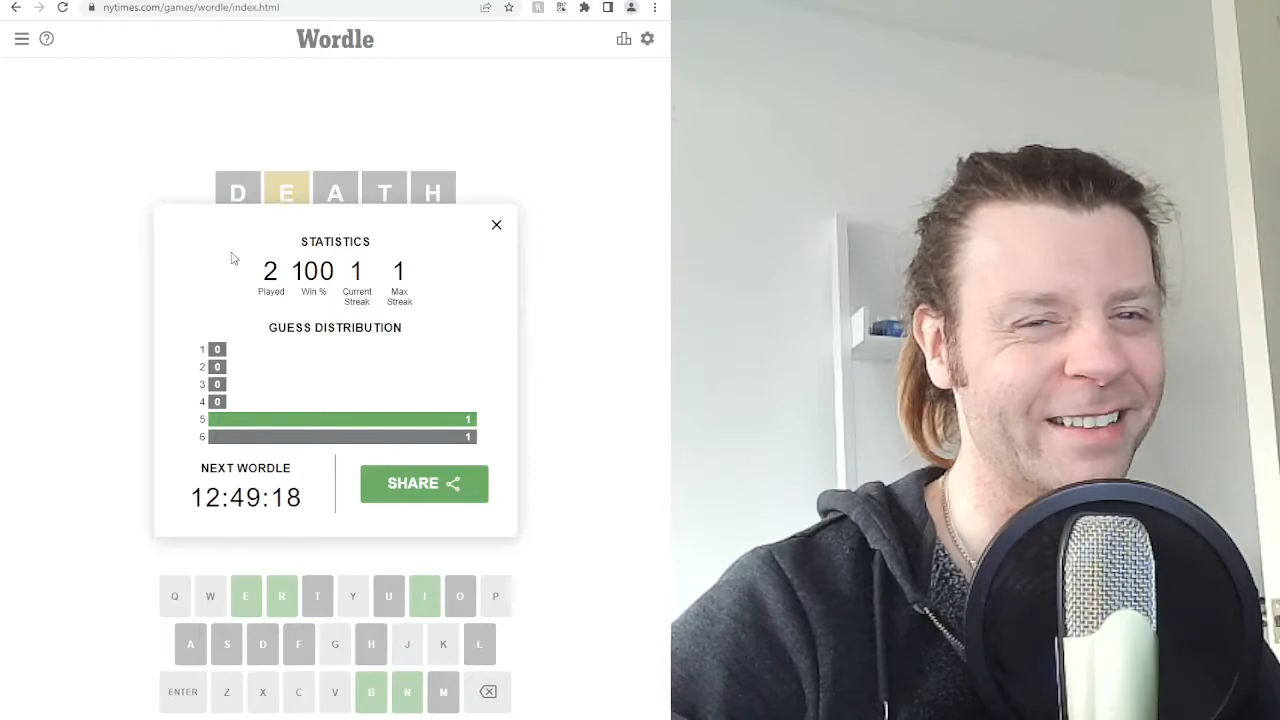 nytimes.com/games/wordle/index.html
Wordle
D E A T H
STATISTICS
2 100 1 1
Played Win % Current Streak Max Streak
GUESS DISTRIBUTION
1 0
2 0
3 0
4 0
5 1
6 1
NEXT WORDLE
12:49:18
SHARE
Q W E R T Y U I O P
A S D F G H J K L
ENTER Z X C V B N M